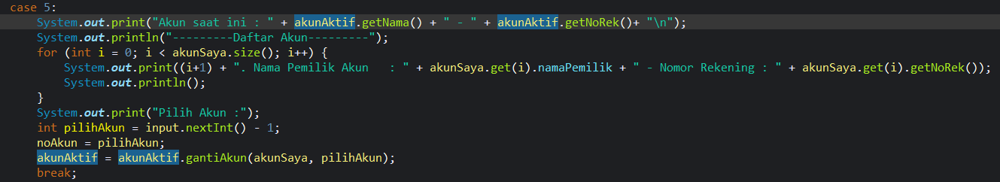 case 5:
System.out.print("Akun saat ini : " + akunAktif.getNama() + " - " + akunAktif.getNoRek()+ "\n");
System.out.println("---------Daftar Akun---------");
for (int i = 0; i < akunSaya.size(); i++) {
System.out.print((i+1) + ". Nama Pemilik Akun   : " + akunSaya.get(i).namaPemilik + " - Nomor Rekening : " + akunSaya.get(i).getNoRek());
System.out.println();
}
System.out.print("Pilih Akun :");
int pilihAkun = input.nextInt() - 1;
noAkun = pilihAkun;
akunAktif = akunAktif.gantiAkun(akunSaya, pilihAkun);
break;